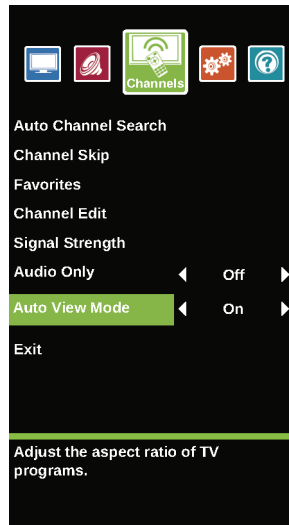 Channels
Auto Channel Search
Channel Skip
Favorites
Channel Edit
Signal Strength
Audio Only Off
Auto View Mode On
Exit
Adjust the aspect ratio of TV
programs.